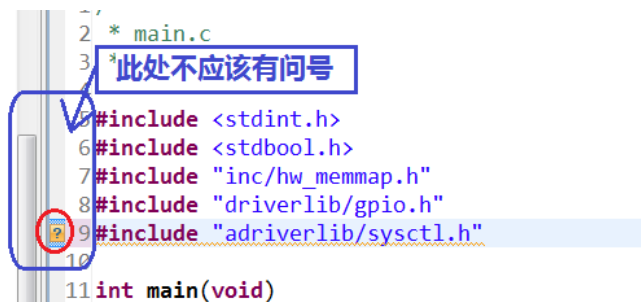 2 * main.c
3 *
此处不应该有问号
5 #include <stdint.h>
6 #include <stdbool.h>
7 #include "inc/hw_memmap.h"
8 #include "driverlib/gpio.h"
? 9 #include "adriverlib/sysctl.h"
10
11 int main(void)